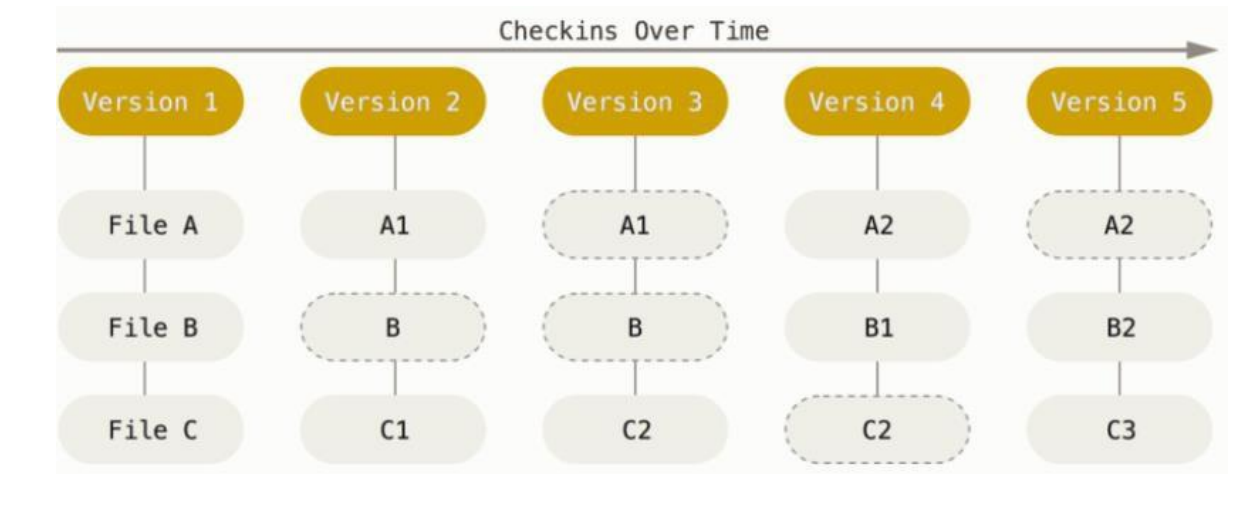 Checkins Over Time
Version 1 Version 2 Version 3 Version 4 Version 5
File A A1 A1 A2 A2
File B B B B1 B2
File C C1 C2 C2 C3